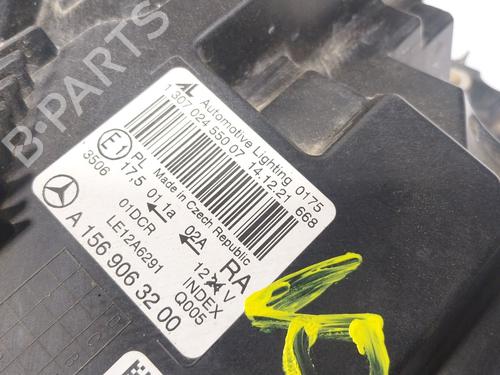 B-PARTS
AL Automotive Lighting 0175
1 307 024 550 07 14.12.21 668
Made in Czech Republic
E1 PL 01 1a 02A RA
3506 17,5 12 V
01DCR INDEX
LE12A6291 Q005
A 156 906 32 00